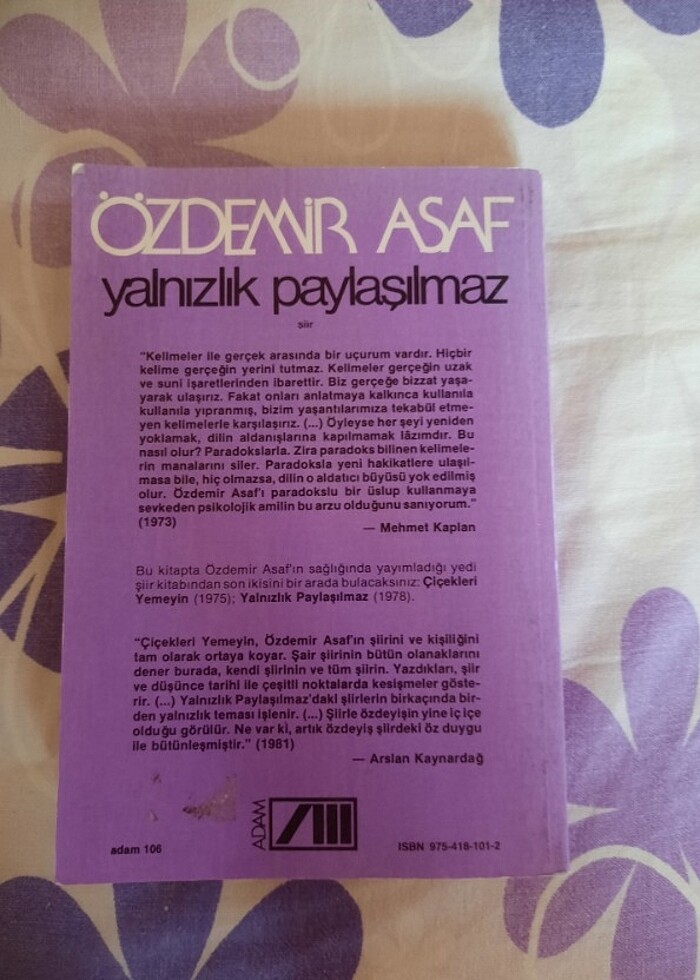 ÖZDEMİR ASAF
yalnızlık paylaşılmaz
şiir
"Kelimeler ile gerçek arasında bir uçurum vardır. Hiçbir
kelime gerçeğin yerini tutmaz. Kelimeler gerçeğin uzak
ve suni işaretlerinden ibarettir. Biz gerçeğe bizzat yaşa-
yarak ulaşırız. Fakat onları anlatmaya kalkınca kullanıla
kullanıla yıpranmış, bizim yaşantılarımıza tekabül etme-
yen kelimelerle karşılaşırız. (...) Öyleyse her şeyi yeniden
yoklamak, dilin aldanışlarına kapılmamak lâzımdır. Bu
nasıl olur? Paradokslarla. Zira paradoks bilinen kelimele-
rin manalarını siler. Paradoksla yeni hakikatlere ulaşıl-
masa bile, hiç olmazsa, dilin o aldatıcı büyüsü yok edilmiş
olur. Özdemir Asaf'ı paradokslu bir üslup kullanmaya
sevkeden psikolojik amilin bu arzu olduğunu sanıyorum."
(1973)
— Mehmet Kaplan
Bu kitapta Özdemir Asaf'ın sağlığında yayımladığı yedi
şiir kitabından son ikisini bir arada bulacaksınız: Çiçekleri
Yemeyin (1975); Yalnızlık Paylaşılmaz (1978).
"Çiçekleri Yemeyin, Özdemir Asaf'ın şiirini ve kişiliğini
tam olarak ortaya koyar. Şair şiirinin bütün olanaklarını
dener burada, kendi şiirinin ve tüm şiirin. Yazdıkları, şiir
ve düşünce tarihi ile çeşitli noktalarda kesişmeler göste-
rir. (...) Yalnızlık Paylaşılmaz'daki şiirlerin birkaçında bir-
den yalnızlık teması işlenir. (...) Şiirle özdeyişin yine iç içe
olduğu görülür. Ne var ki, artık özdeyiş şiirdeki öz duygu
ile bütünleşmiştir." (1981)
— Arslan Kaynardağ
ADAM
adam 106
ISBN 975-418-101-2